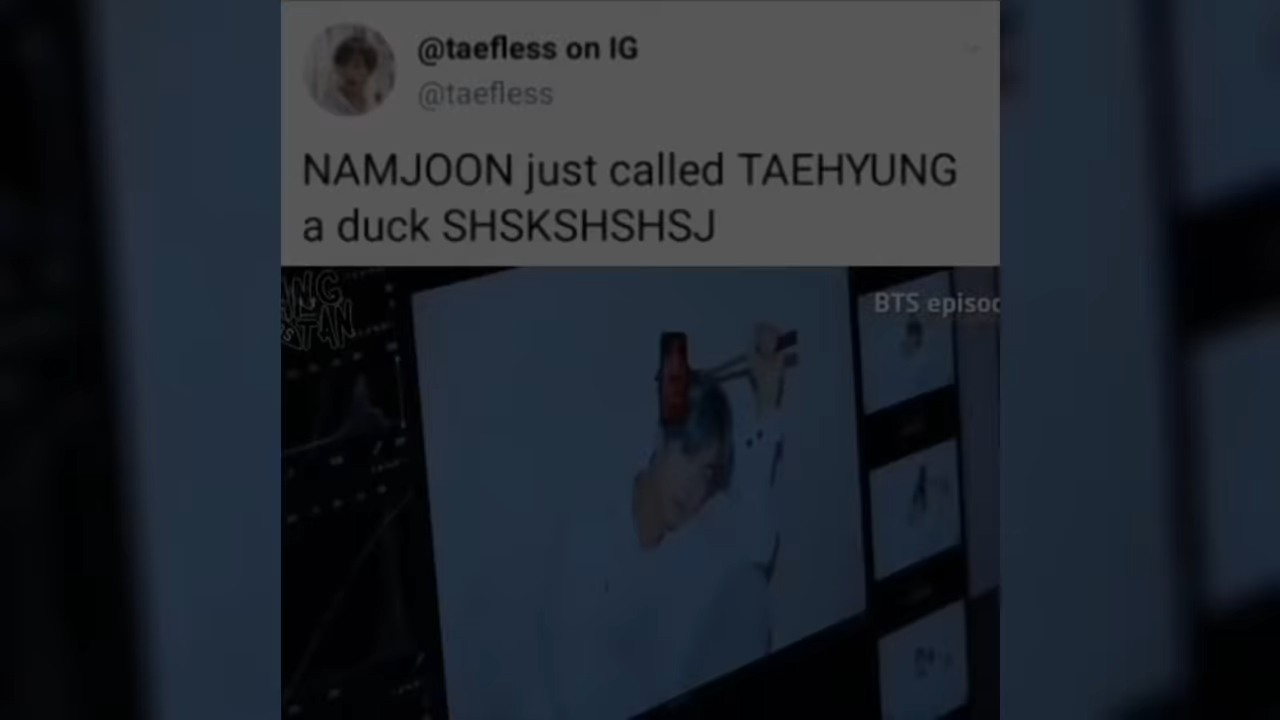 @taefless on IG
@taefless
NAMJOON just called TAEHYUNG
a duck SHSKSHSHSJ
BTS episod